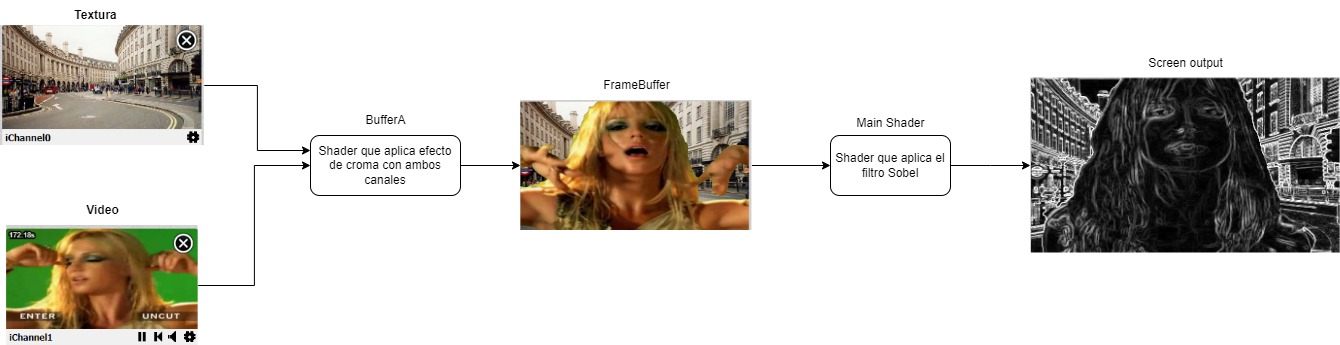 Textura
iChannel0
Video
172.18s
ENTER UNCUT
iChannel1
BufferA
Shader que aplica efecto
de croma con ambos
canales
FrameBuffer
Main Shader
Shader que aplica el
filtro Sobel
Screen output